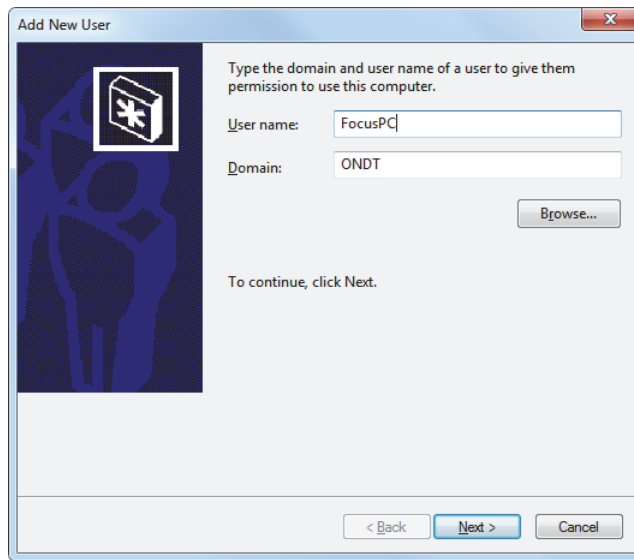 Add New User
Type the domain and user name of a user to give them
permission to use this computer.
User name: FocusPC
Domain: ONDT
Browse...
To continue, click Next.
< Back Next > Cancel